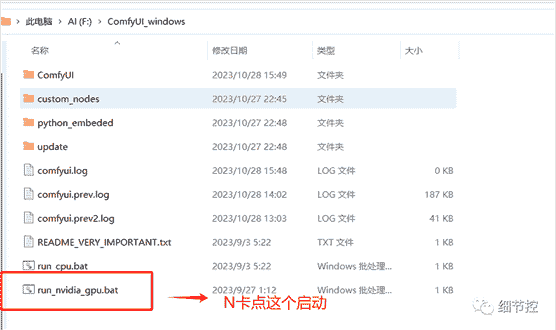 此电脑 > AI (F:) > ComfyUI_windows
名称 修改日期 类型 大小
ComfyUI 2023/10/28 15:49 文件夹
custom_nodes 2023/10/27 22:45 文件夹
python_embeded 2023/10/27 22:48 文件夹
update 2023/10/27 22:48 文件夹
comfyui.log 2023/10/28 15:48 LOG 文件 0 KB
comfyui.prev.log 2023/10/28 14:02 LOG 文件 187 KB
comfyui.prev2.log 2023/10/28 13:03 LOG 文件 41 KB
README_VERY_IMPORTANT.txt 2023/9/3 5:22 TXT 文件 1 KB
run_cpu.bat 2023/9/3 5:22 Windows 批处理... 1 KB
run_nvidia_gpu.bat 2023/9/27 1:12 Windows 批处理... 1 KB
N卡点这个启动
细节控